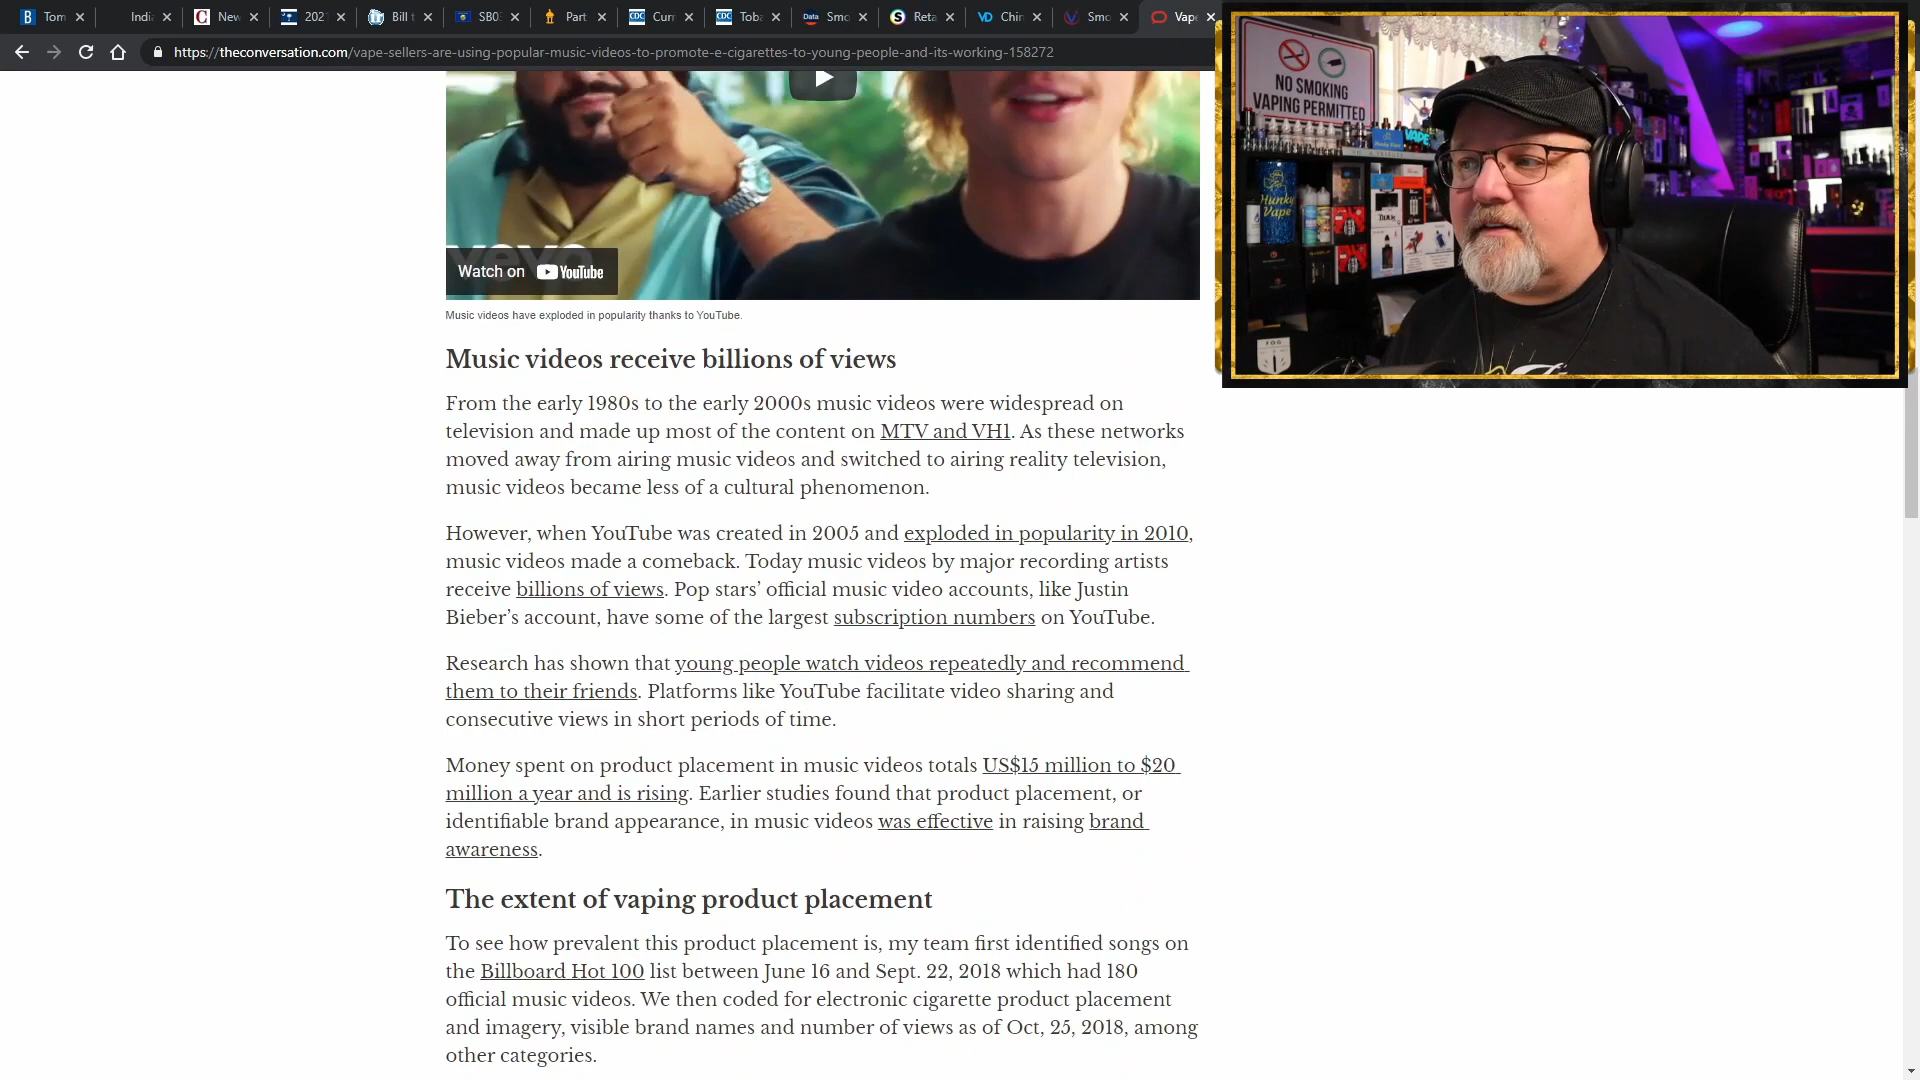 Tom
India
New
2021
Bill t
SB03
Part
CDC Curr
CDC Toba
Data Smo
S Reta
VD Chin
Smo
Vape
https://theconversation.com/vape-sellers-are-using-popular-music-videos-to-promote-e-cigarettes-to-young-people-and-its-working-158272
NO SMOKING
VAPING PERMITTED
VAPE
Hunky
Vape
vevo
Watch on YouTube
Music videos have exploded in popularity thanks to YouTube.
Music videos receive billions of views
From the early 1980s to the early 2000s music videos were widespread on
television and made up most of the content on MTV and VH1. As these networks
moved away from airing music videos and switched to airing reality television,
music videos became less of a cultural phenomenon.
However, when YouTube was created in 2005 and exploded in popularity in 2010,
music videos made a comeback. Today music videos by major recording artists
receive billions of views. Pop stars’ official music video accounts, like Justin
Bieber’s account, have some of the largest subscription numbers on YouTube.
Research has shown that young people watch videos repeatedly and recommend
them to their friends. Platforms like YouTube facilitate video sharing and
consecutive views in short periods of time.
Money spent on product placement in music videos totals US$15 million to $20
million a year and is rising. Earlier studies found that product placement, or
identifiable brand appearance, in music videos was effective in raising brand
awareness.
The extent of vaping product placement
To see how prevalent this product placement is, my team first identified songs on
the Billboard Hot 100 list between June 16 and Sept. 22, 2018 which had 180
official music videos. We then coded for electronic cigarette product placement
and imagery, visible brand names and number of views as of Oct, 25, 2018, among
other categories.